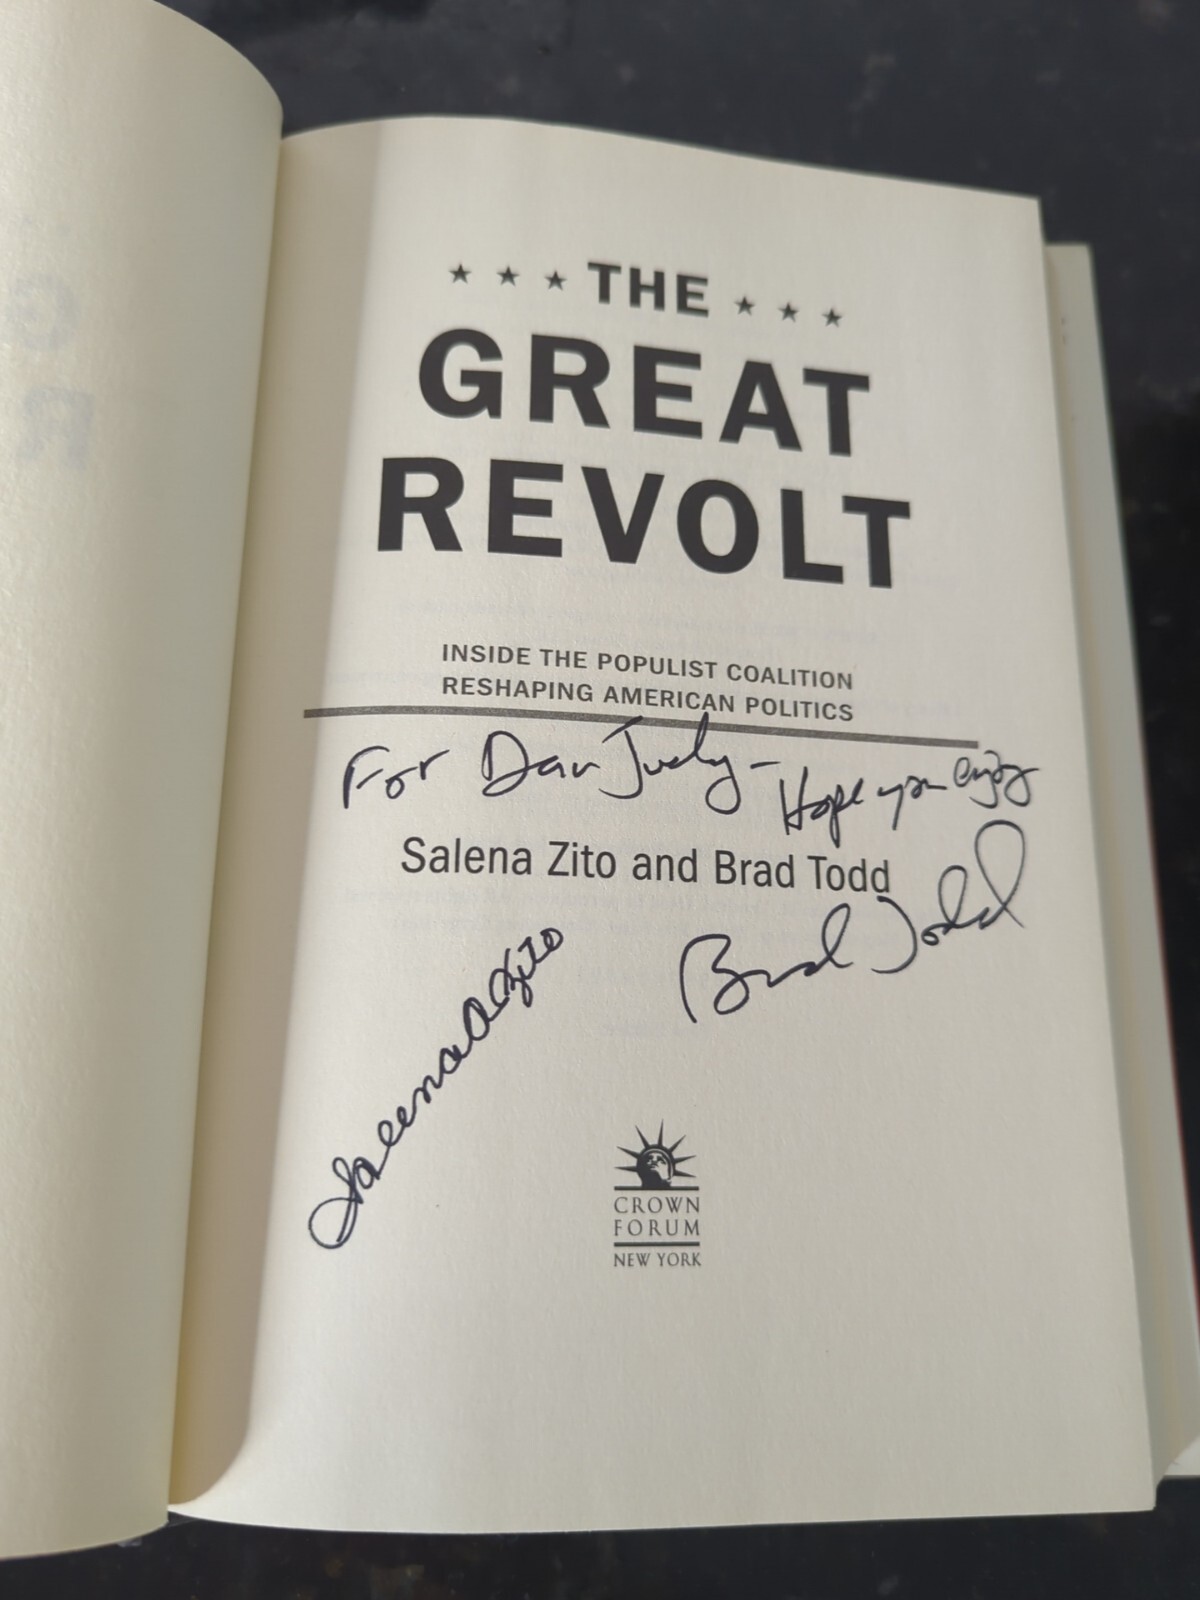 ★ ★ ★ THE ★ ★ ★
GREAT
REVOLT
INSIDE THE POPULIST COALITION
RESHAPING AMERICAN POLITICS
For Dan Judy - Hope you enjoy
Salena Zito and Brad Todd
Brad Todd
Salena Zito
CROWN
FORUM
NEW YORK
G
R